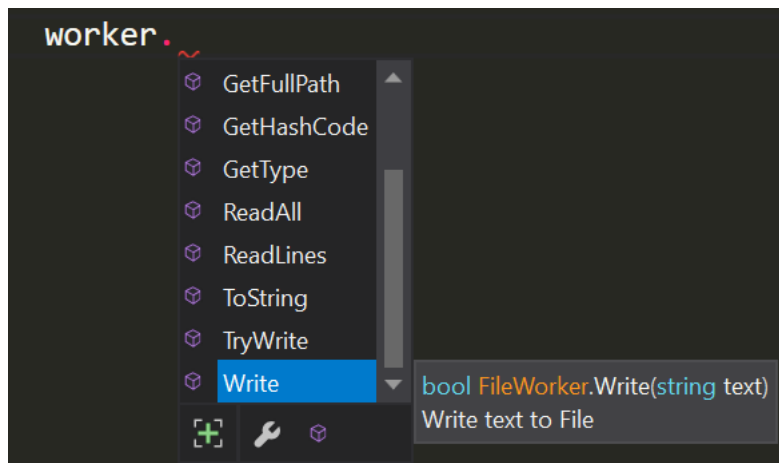 worker.
GetFullPath
GetHashCode
GetType
ReadAll
ReadLines
ToString
TryWrite
Write
bool FileWorker.Write(string text)
Write text to File